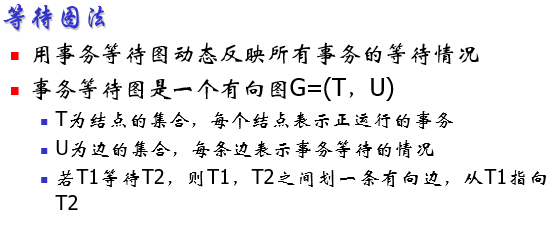 等待图法
用事务等待图动态反映所有事务的等待情况
事务等待图是一个有向图G=(T，U)
T为结点的集合，每个结点表示正运行的事务
U为边的集合，每条边表示事务等待的情况
若T1等待T2，则T1，T2之间划一条有向边，从T1指向
T2